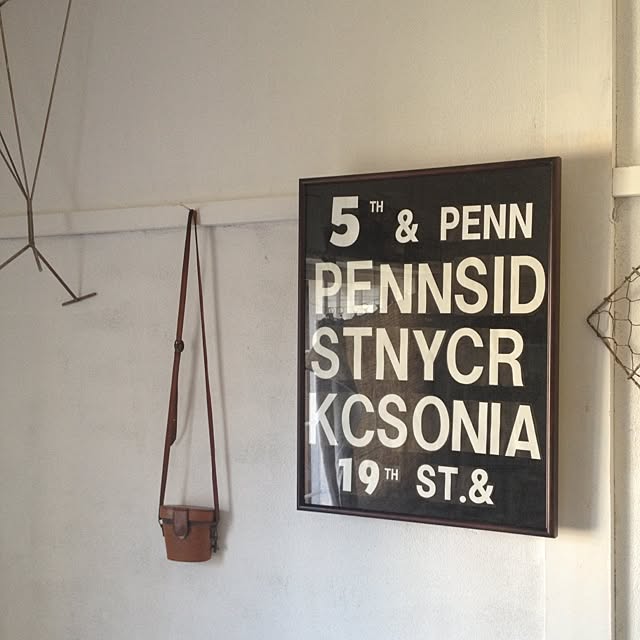 5TH & PENN
PENNSID
STNYCR
KCSONIA
19TH ST.&